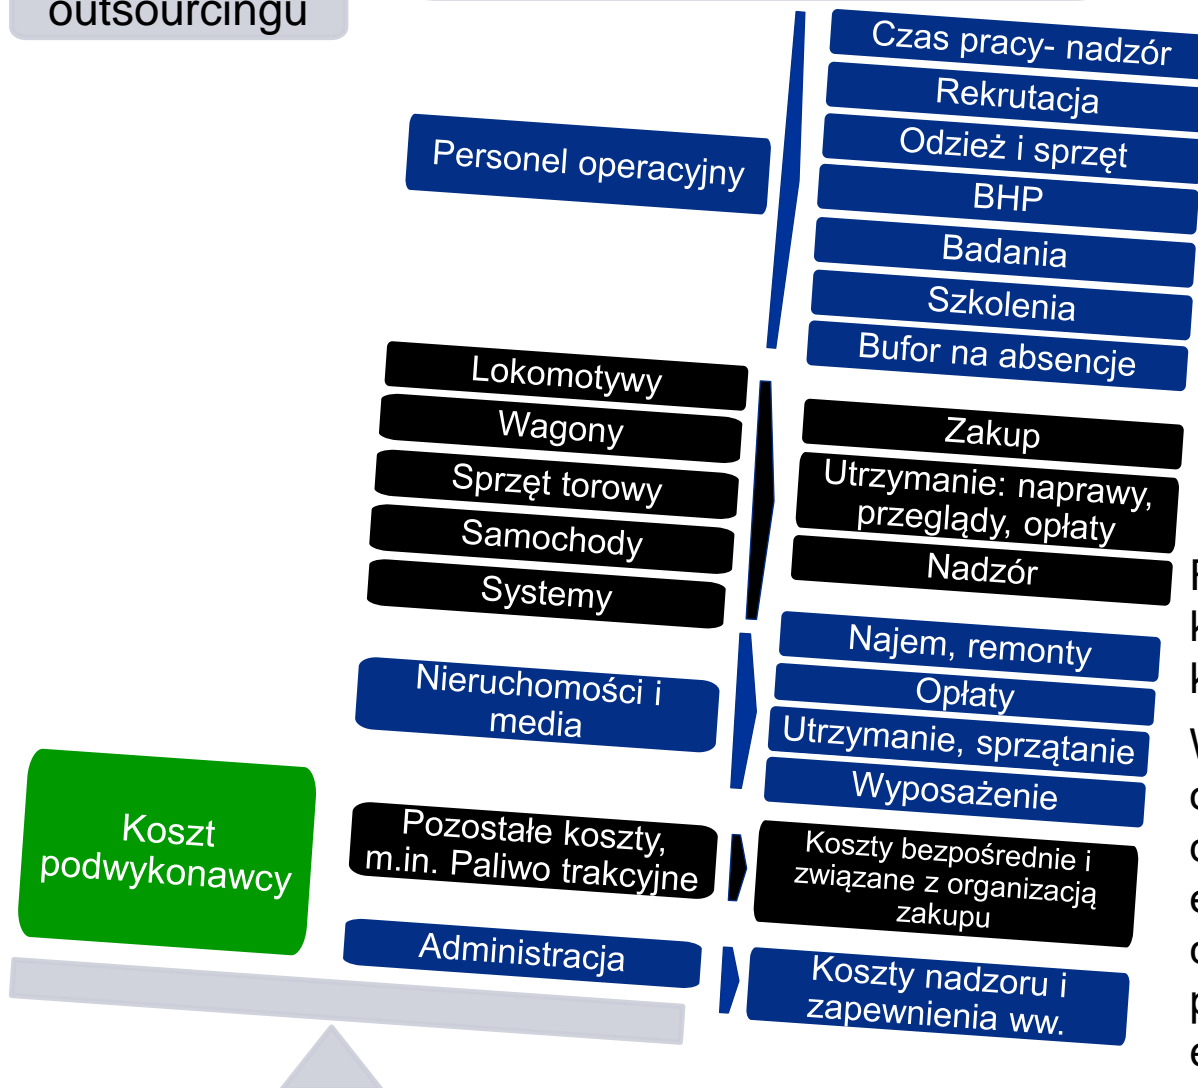 outsourcingu
Personel operacyjny
Czas pracy- nadzór
Rekrutacja
Odzież i sprzęt
BHP
Badania
Szkolenia
Bufor na absencje
Lokomotywy
Wagony
Sprzęt torowy
Samochody
Systemy
Zakup
Utrzymanie: naprawy,
przeglądy, opłaty
Nadzór
Nieruchomości i
media
Najem, remonty
Opłaty
Utrzymanie, sprzątanie
Wyposażenie
Koszt
podwykonawcy
Pozostałe koszty,
m.in. Paliwo trakcyjne
Koszty bezpośrednie i
związane z organizacją
zakupu
Administracja
Koszty nadzoru i
zapewnienia ww.